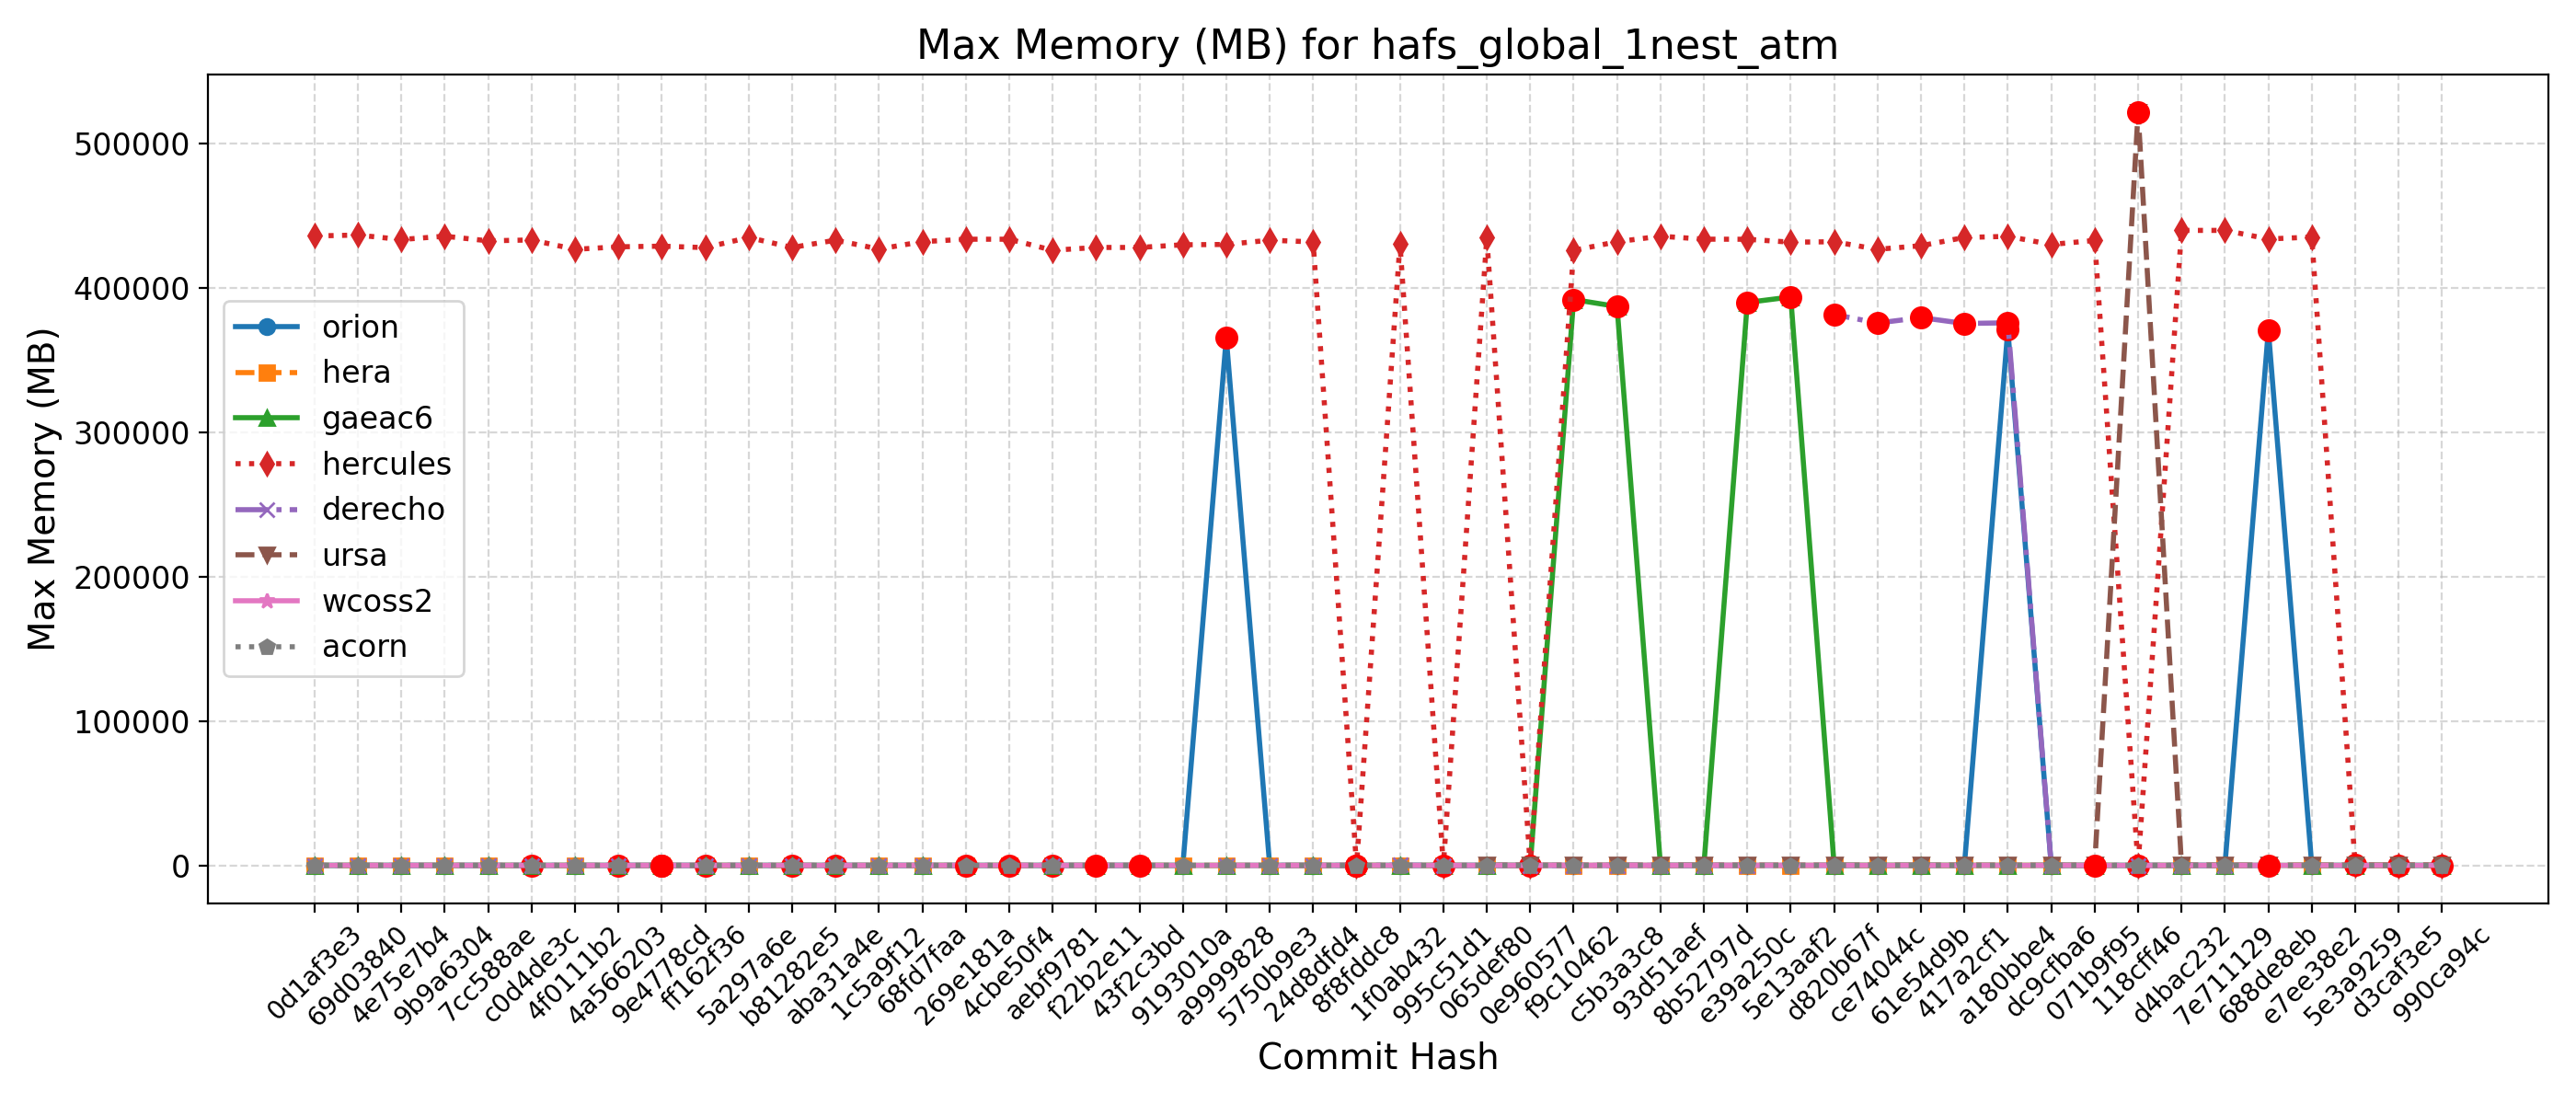 Max Memory (MB) for hafs_global_1nest_atm
Max Memory (MB)
500000
400000
300000
200000
100000
0
orion
hera
gaeac6
hercules
derecho
ursa
wcoss2
acorn
0d1af3e3
69d03840
4e75e7b4
9b9a6304
7cc588ae
c0d4de3c
4f0111b2
4a566203
9e4778cd
ff162f36
5a297a6e
b81282e5
aba31a4e
1c5a9f12
68fd7faa
269e181a
4cbe50f4
aebf9781
f22b2e11
43f2c3bd
9193010a
a9999828
5750b9e3
24d8dfd4
8f8fddc8
1f0ab432
995c51d1
065def80
0e960577
f9c10462
c5b3a3c8
93d51aef
8b52797d
e39a250c
5e13aaf2
d820b67f
ce74044c
61e54d9b
417a2cf1
a180bbe4
dc9cfba6
071b9f95
118cff46
d4bac232
7e711129
688de8eb
e7ee38e2
5e3a9259
d3caf3e5
990ca94c
Commit Hash